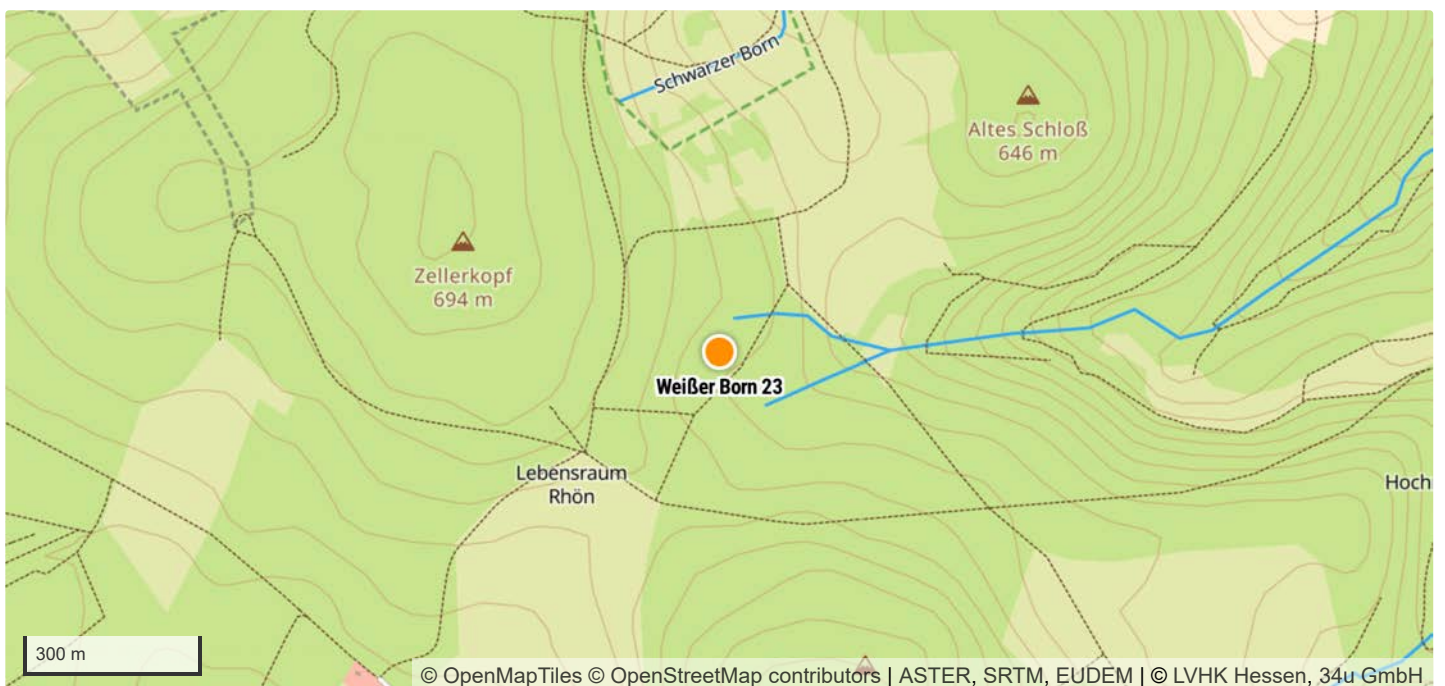 Schwarzer Born
Altes Schloß
646 m
Zellerkopf
694 m
Weißer Born 23
Lebensraum
Rhön
Hoch
300 m
© OpenMapTiles © OpenStreetMap contributors | ASTER, SRTM, EUDEM | © LVHK Hessen, 34u GmbH